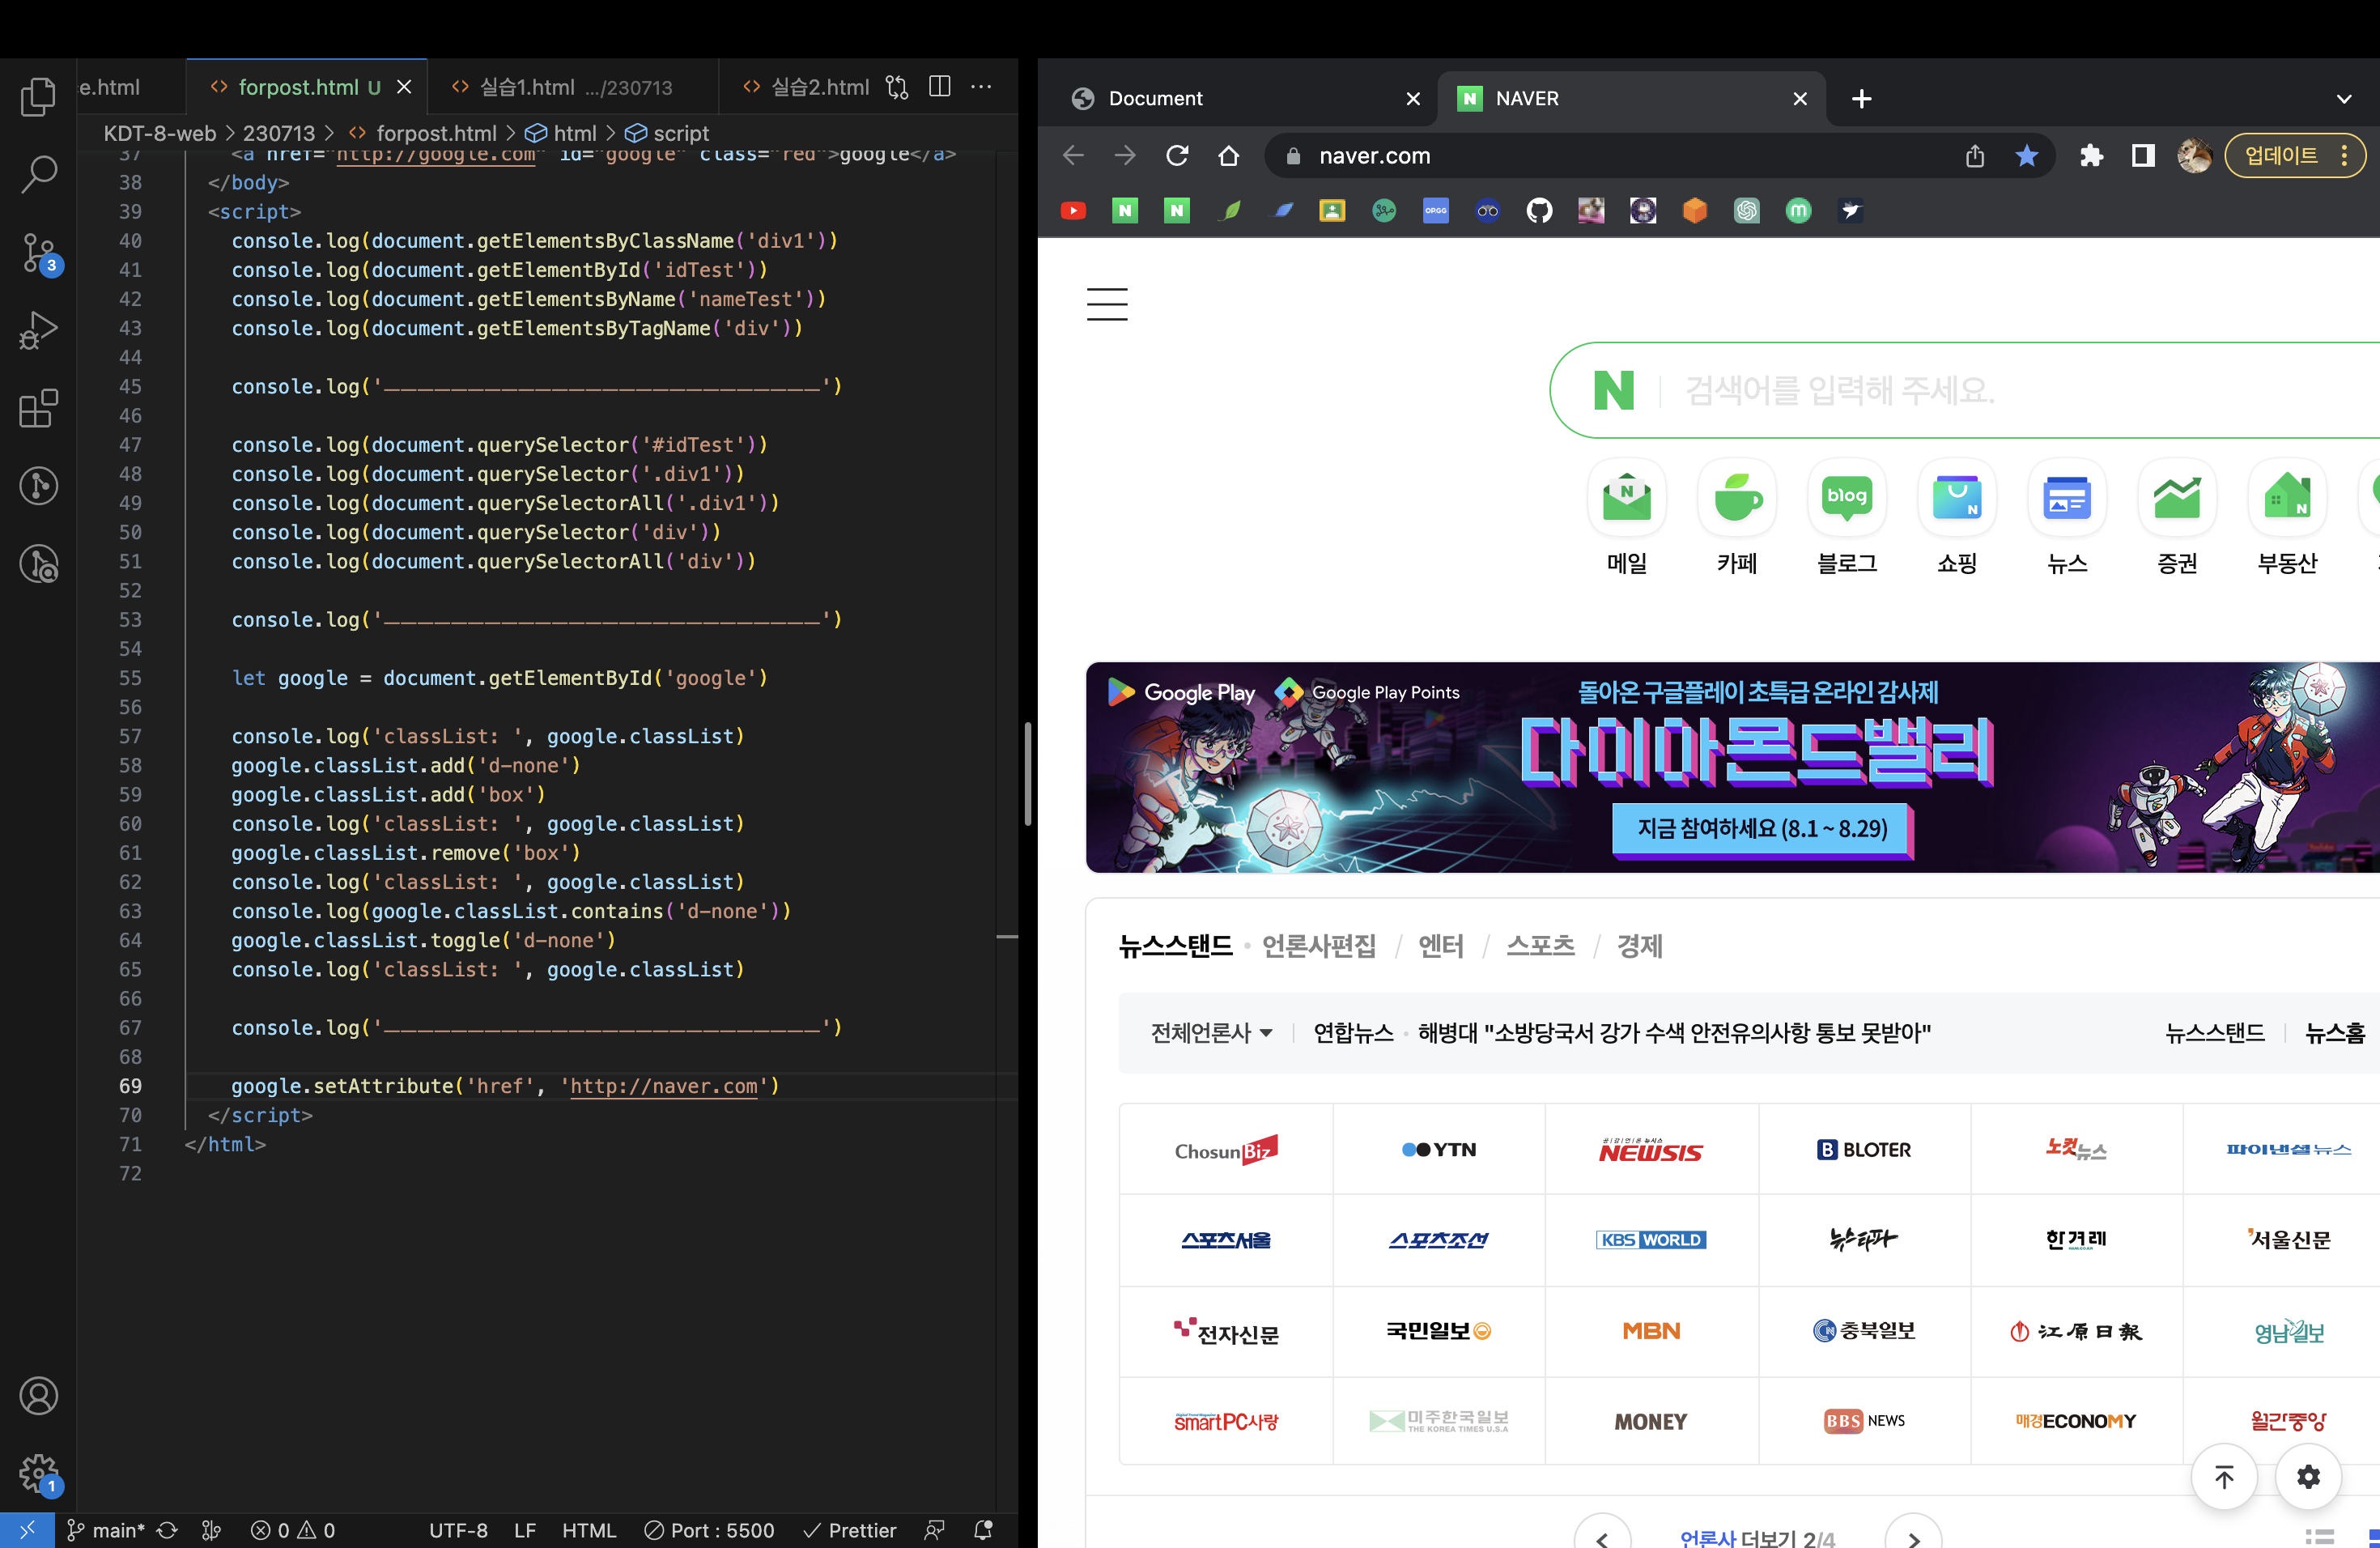 e.html
forpost.html U
실습1.html .../230713
실습2.html
KDT-8-web > 230713 > forpost.html > html > script
37 <a href="http://google.com" id="google" class="red">google</a>
38 </body>
39 <script>
40 console.log(document.getElementsByClassName('div1'))
41 console.log(document.getElementById('idTest'))
42 console.log(document.getElementsByName('nameTest'))
43 console.log(document.getElementsByTagName('div'))
44
45 console.log('——————————————————————————')
46
47 console.log(document.querySelector('#idTest'))
48 console.log(document.querySelector('.div1'))
49 console.log(document.querySelectorAll('.div1'))
50 console.log(document.querySelector('div'))
51 console.log(document.querySelectorAll('div'))
52
53 console.log('——————————————————————————')
54
55 let google = document.getElementById('google')
56
57 console.log('classList: ', google.classList)
58 google.classList.add('d-none')
59 google.classList.add('box')
60 console.log('classList: ', google.classList)
61 google.classList.remove('box')
62 console.log('classList: ', google.classList)
63 console.log(google.classList.contains('d-none'))
64 google.classList.toggle('d-none')
65 console.log('classList: ', google.classList)
66
67 console.log('——————————————————————————')
68
69 google.setAttribute('href', 'http://naver.com')
70 </script>
71 </html>
72
3
1
main* 0 0 UTF-8 LF HTML Port : 5500 Prettier
Document
NAVER
naver.com
업데이트
OP.GG
검색어를 입력해 주세요.
blog
메일 카페 블로그 쇼핑 뉴스 증권 부동산
Google Play Google Play Points
돌아온 구글플레이 초특급 온라인 감사제
다이아몬드밸리
지금 참여하세요 (8.1 ~ 8.29)
뉴스스탠드 · 언론사편집 / 엔터 / 스포츠 / 경제
전체언론사 연합뉴스 · 해병대 "소방당국서 강가 수색 안전유의사항 통보 못받아" 뉴스스탠드 뉴스홈
ChosunBiz YTN NEWSIS BLOTER 노컷뉴스 파이낸셜뉴스
스포츠서울 스포츠조선 KBS WORLD 뉴스타파 한겨레 서울신문
전자신문 국민일보 MBN 충북일보 江原日報 영남일보
smartPC사랑 미주한국일보 THE KOREA TIMES U.S.A MONEY BBS NEWS 매경ECONOMY 월간중앙
언론사 더보기 2/4